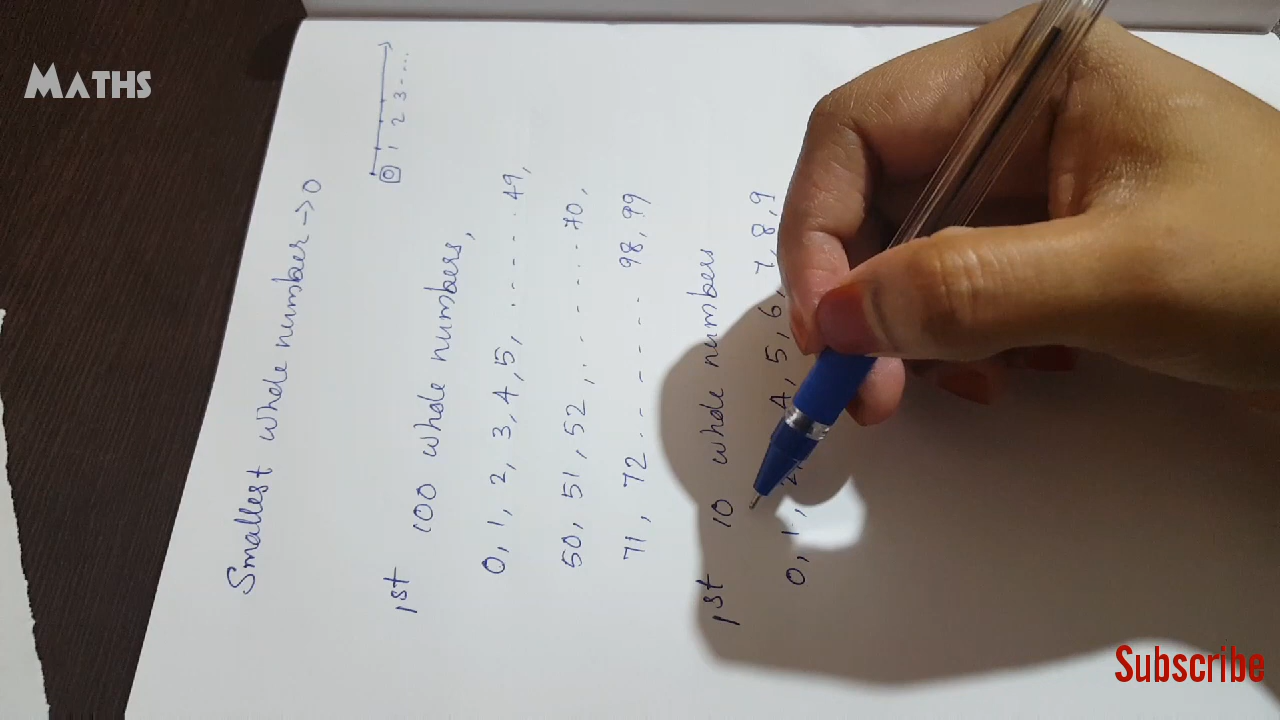 MATHS
Smallest whole number → 0
0 1 2 3 - ...
1st 100 whole numbers,
0, 1, 2, 3, 4, 5, . - - - . 49,
50, 51, 52, . . - - - . . . 70,
71, 72 . - - - - - - . 98, 99
1st 10 whole numbers
0, 1, 2, 4, 5, 6, 7, 8, 9
Subscribe